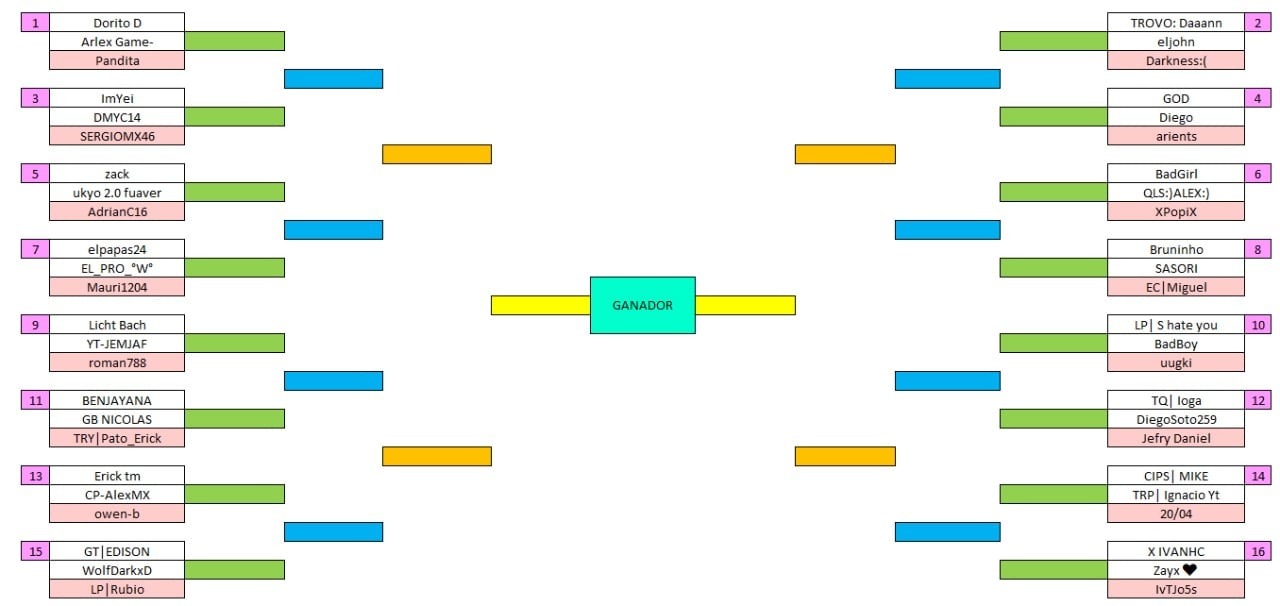 1 Dorito D
Arlex Game-
Pandita
3 ImYei
DMYC14
SERGIOMX46
5 zack
ukyo 2.0 fuaver
AdrianC16
7 elpapas24
EL_PRO_°W°
Mauri1204
9 Licht Bach
YT-JEMJAF
roman788
11 BENJAYANA
GB NICOLAS
TRY|Pato_Erick
13 Erick tm
CP-AlexMX
owen-b
15 GT|EDISON
WolfDarkxD
LP|Rubio
GANADOR
TROVO: Daaann 2
eljohn
Darkness:(
GOD 4
Diego
arients
BadGirl 6
QLS:)ALEX:)
XPopiX
Bruninho 8
SASORI
EC|Miguel
LP| S hate you 10
BadBoy
uugki
TQ| Ioga 12
DiegoSoto259
Jefry Daniel
CIPS| MIKE 14
TRP| Ignacio Yt
20/04
X IVANHC 16
Zayx ♥
IvTJo5s